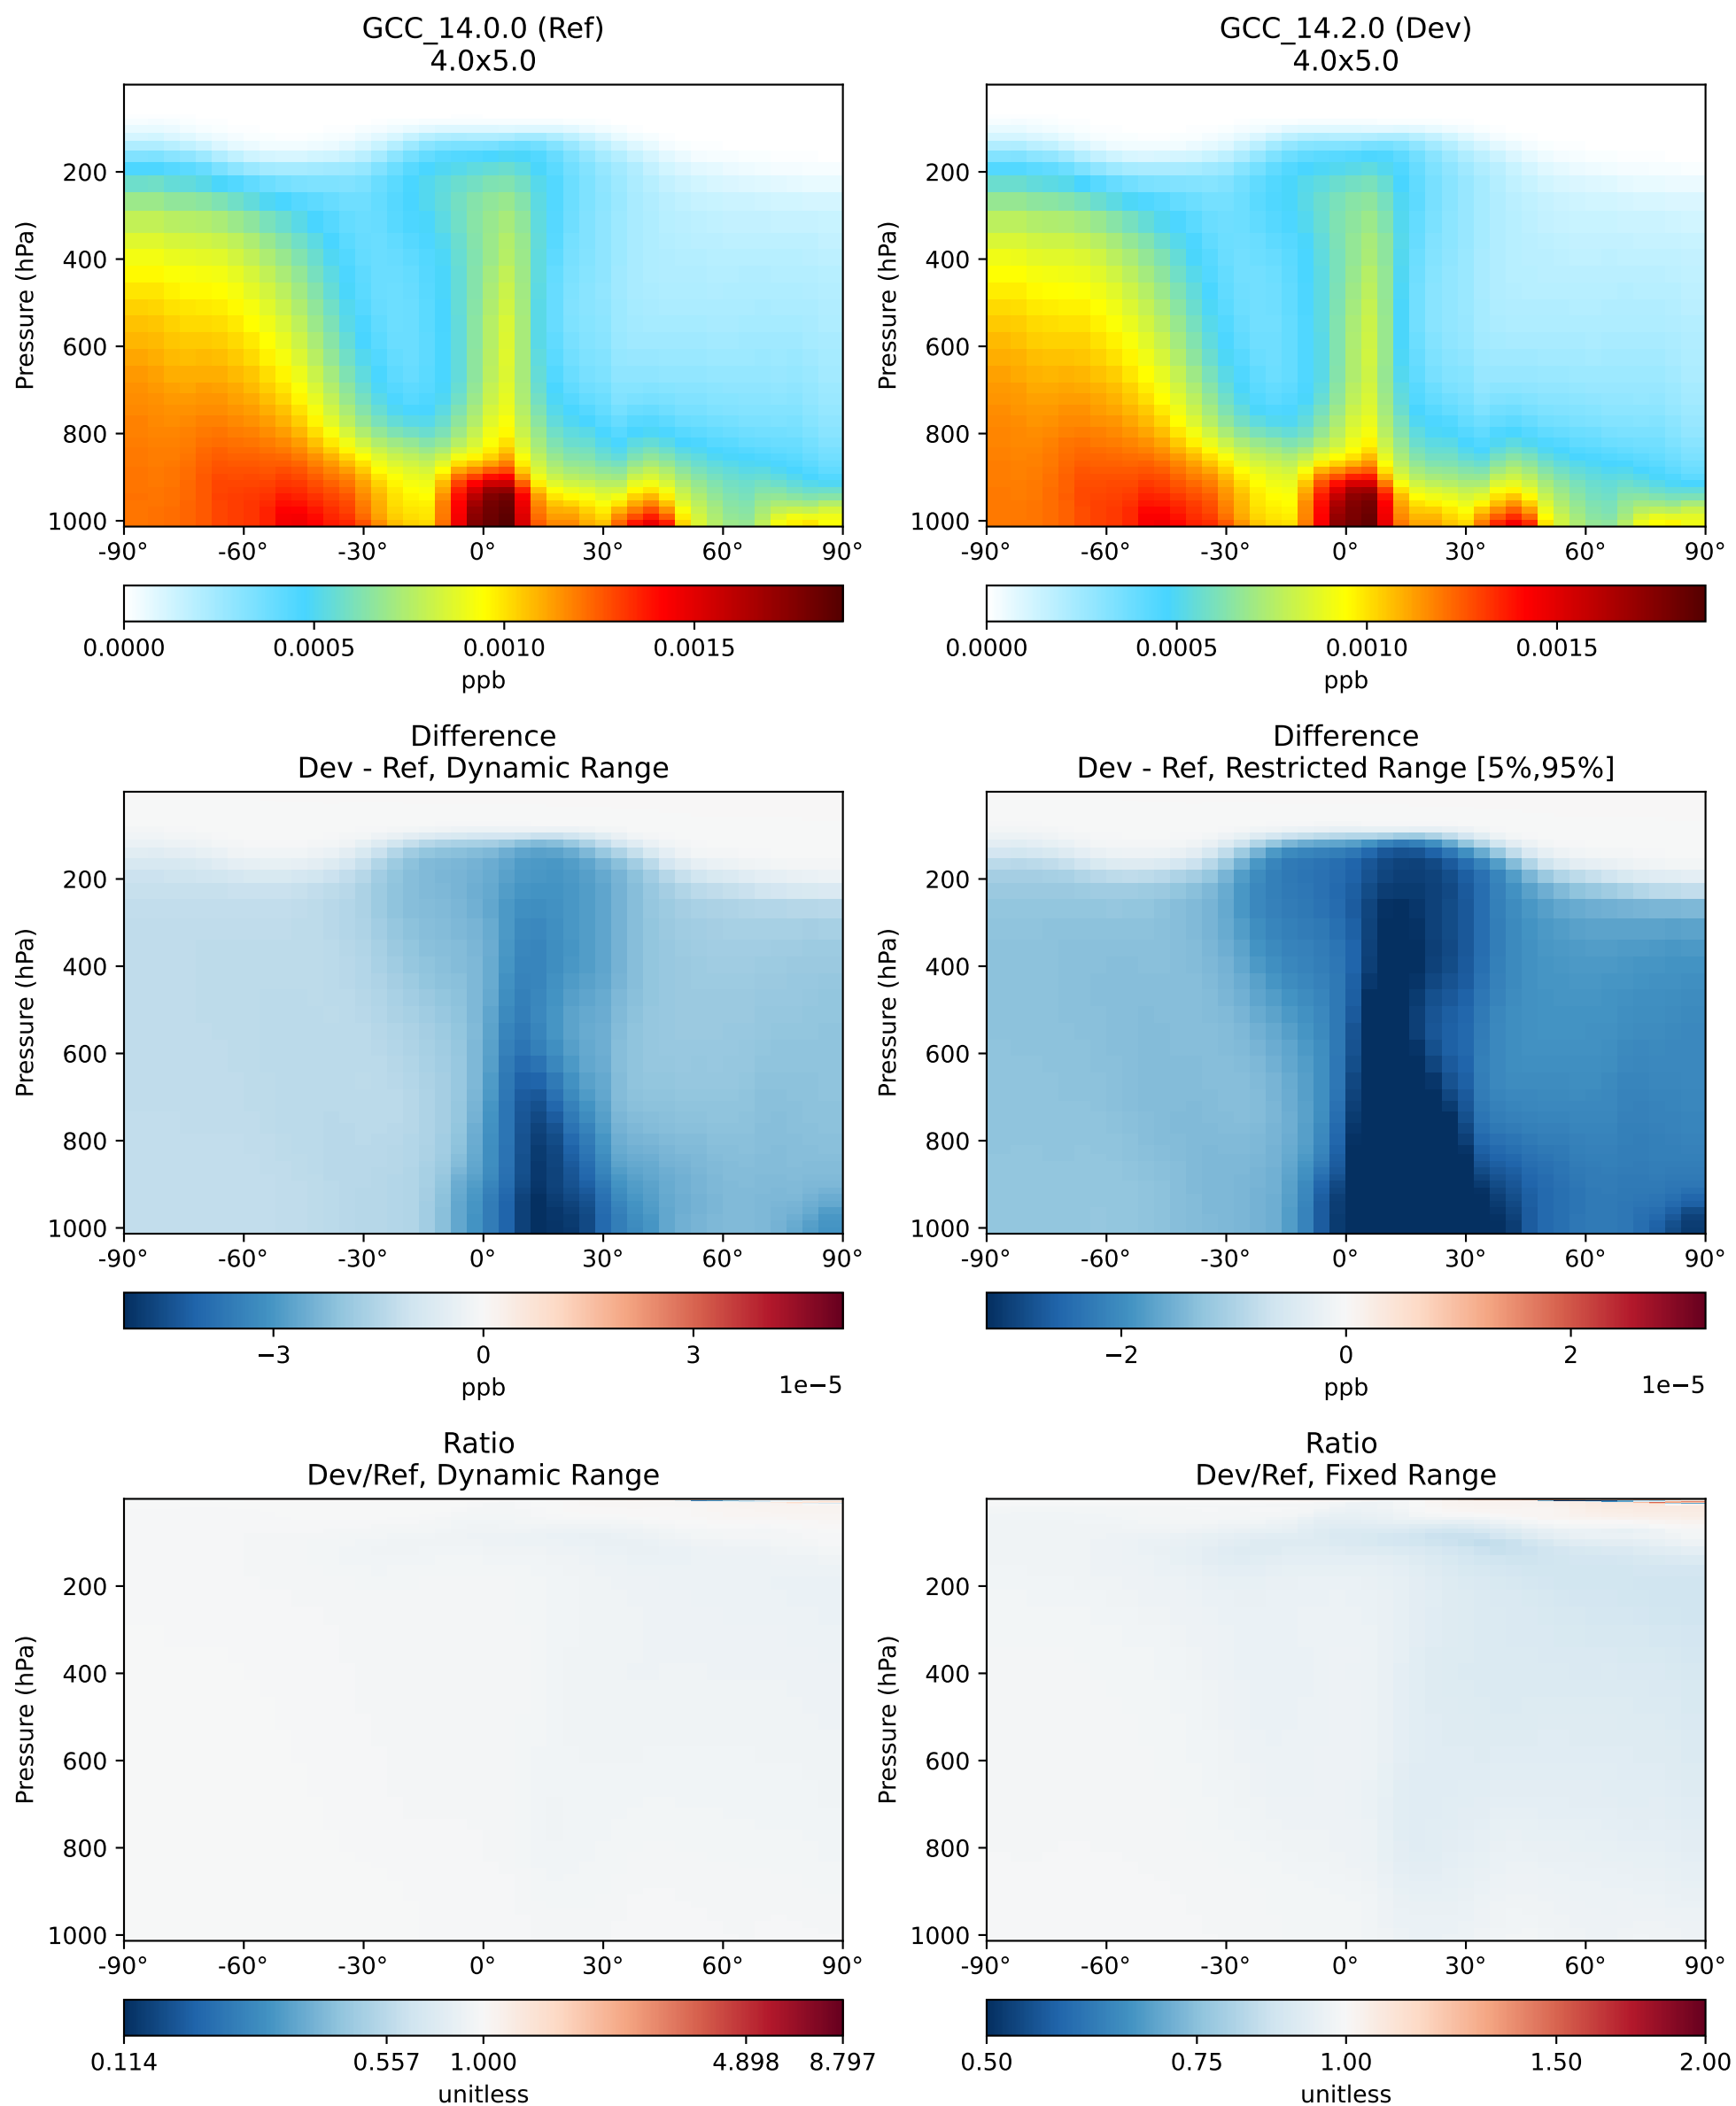 GCC_14.0.0 (Ref)
4.0x5.0
Pressure (hPa)
200
400
600
800
1000
-90° -60° -30° 0° 30° 60° 90°
0.0000 0.0005 0.0010 0.0015
ppb
GCC_14.2.0 (Dev)
4.0x5.0
Pressure (hPa)
200
400
600
800
1000
-90° -60° -30° 0° 30° 60° 90°
0.0000 0.0005 0.0010 0.0015
ppb
Difference
Dev - Ref, Dynamic Range
Pressure (hPa)
200
400
600
800
1000
-90° -60° -30° 0° 30° 60° 90°
−3 0 3
ppb
1e−5
Difference
Dev - Ref, Restricted Range [5%,95%]
Pressure (hPa)
200
400
600
800
1000
-90° -60° -30° 0° 30° 60° 90°
−2 0 2
ppb
1e−5
Ratio
Dev/Ref, Dynamic Range
Pressure (hPa)
200
400
600
800
1000
-90° -60° -30° 0° 30° 60° 90°
0.114 0.557 1.000 4.898 8.797
unitless
Ratio
Dev/Ref, Fixed Range
Pressure (hPa)
200
400
600
800
1000
-90° -60° -30° 0° 30° 60° 90°
0.50 0.75 1.00 1.50 2.00
unitless